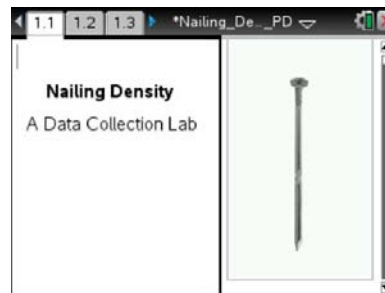 1.1 1.2 1.3 *Nailing_De..._PD
Nailing Density
A Data Collection Lab